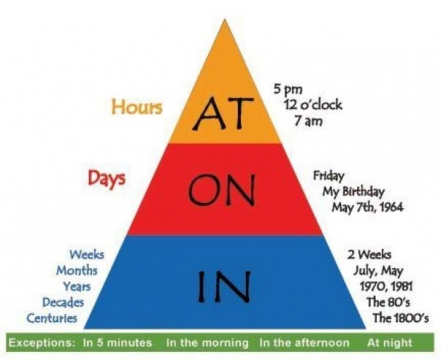 5 pm
Hours
AT
12 o'clock
7 am
Days
ON
Friday
My Birthday
May 7th, 1964
Weeks
Months
Years
Decades
Centuries
IN
2 Weeks
July, May
1970, 1981
The 80's
The 1800's
Exceptions: In 5 minutes In the morning In the afternoon At night